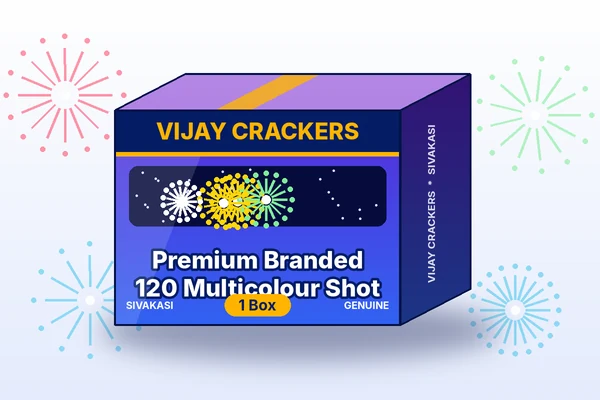 VIJAY CRACKERS
Premium Branded
120 Multicolour Shot
SIVAKASI
1 Box
GENUINE
VIJAY CRACKERS * SIVAKASI